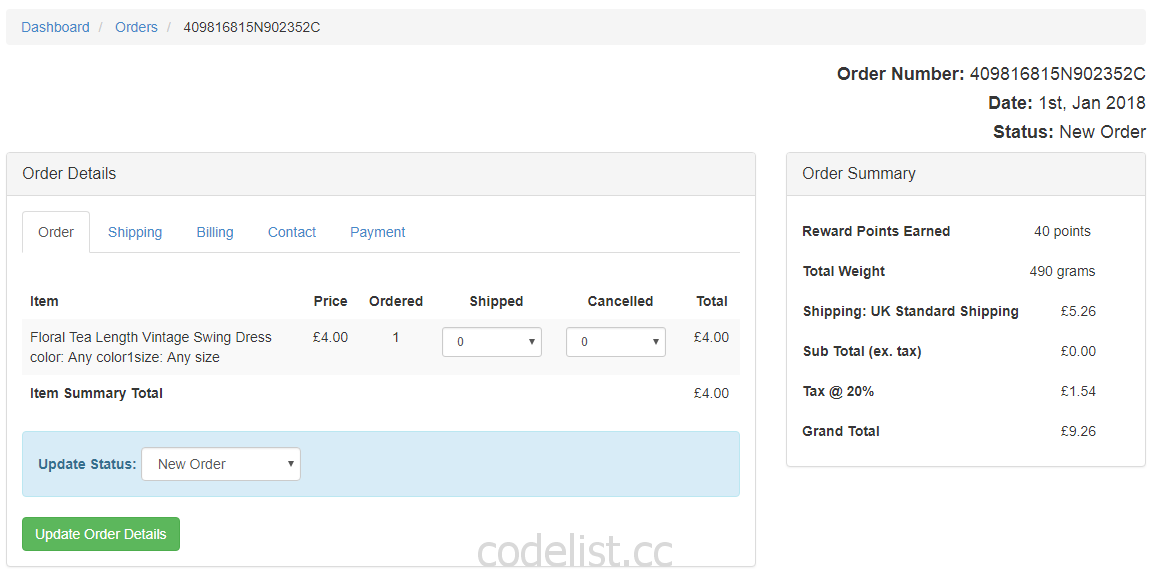 Dashboard / Orders / 409816815N902352C
Order Number: 409816815N902352C
Date: 1st, Jan 2018
Status: New Order
Order Details
Order Shipping Billing Contact Payment
Item Price Ordered Shipped Cancelled Total
Floral Tea Length Vintage Swing Dress £4.00 1 0 0 £4.00
color: Any color1size: Any size
Item Summary Total £4.00
Update Status: New Order
Update Order Details
Order Summary
Reward Points Earned 40 points
Total Weight 490 grams
Shipping: UK Standard Shipping £5.26
Sub Total (ex. tax) £0.00
Tax @ 20% £1.54
Grand Total £9.26
codelist.cc